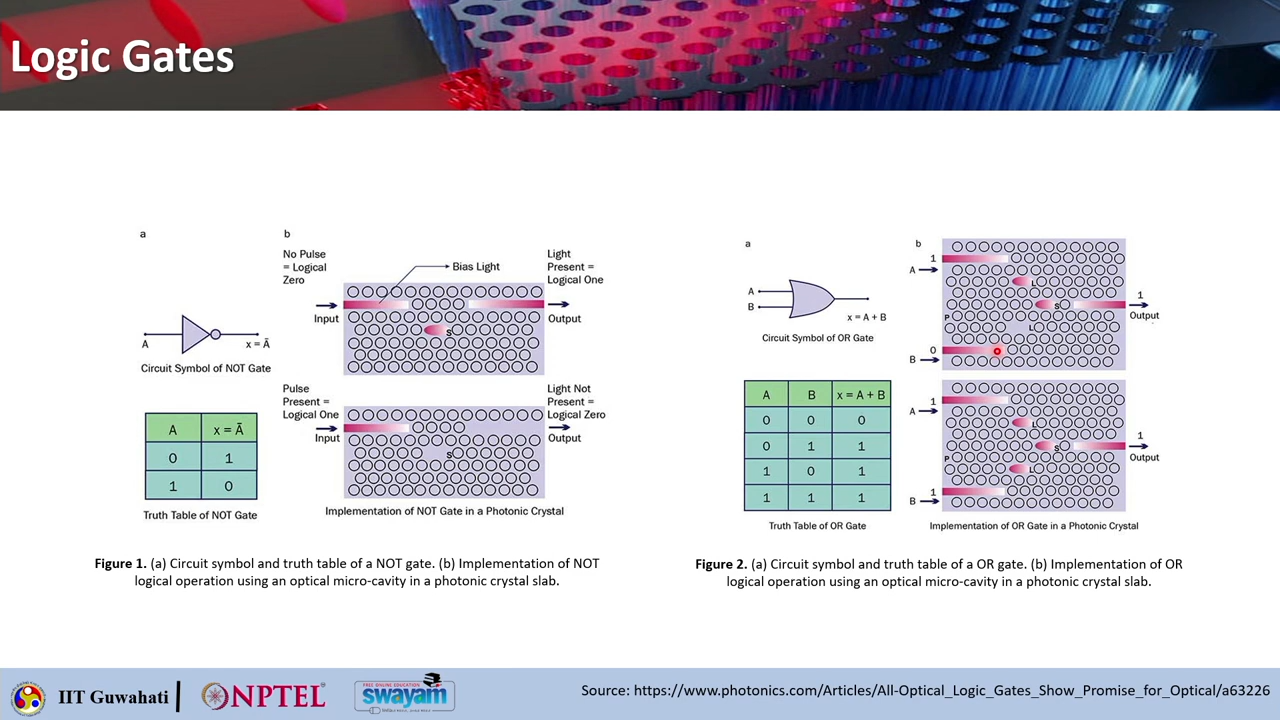 Logic Gates
a
b
No Pulse
= Logical
Zero
Bias Light
Light
Present =
Logical One
Input
Output
S
A
x = Ā
Circuit Symbol of NOT Gate
Pulse
Present =
Logical One
Light Not
Present =
Logical Zero
Input
Output
S
A x = Ā
0 1
1 0
Truth Table of NOT Gate
Implementation of NOT Gate in a Photonic Crystal
Figure 1. (a) Circuit symbol and truth table of a NOT gate. (b) Implementation of NOT
logical operation using an optical micro-cavity in a photonic crystal slab.
a
b
A
B
x = A + B
Circuit Symbol of OR Gate
1
A
L
S
P
L
1
Output
0
B
A B x = A + B
0 0 0
0 1 1
1 0 1
1 1 1
Truth Table of OR Gate
1
A
L
S
P
L
1
Output
1
B
Implementation of OR Gate in a Photonic Crystal
Figure 2. (a) Circuit symbol and truth table of a OR gate. (b) Implementation of OR
logical operation using an optical micro-cavity in a photonic crystal slab.
IIT Guwahati
NPTEL
FREE ONLINE EDUCATION
swayam
Source: https://www.photonics.com/Articles/All-Optical_Logic_Gates_Show_Promise_for_Optical/a63226